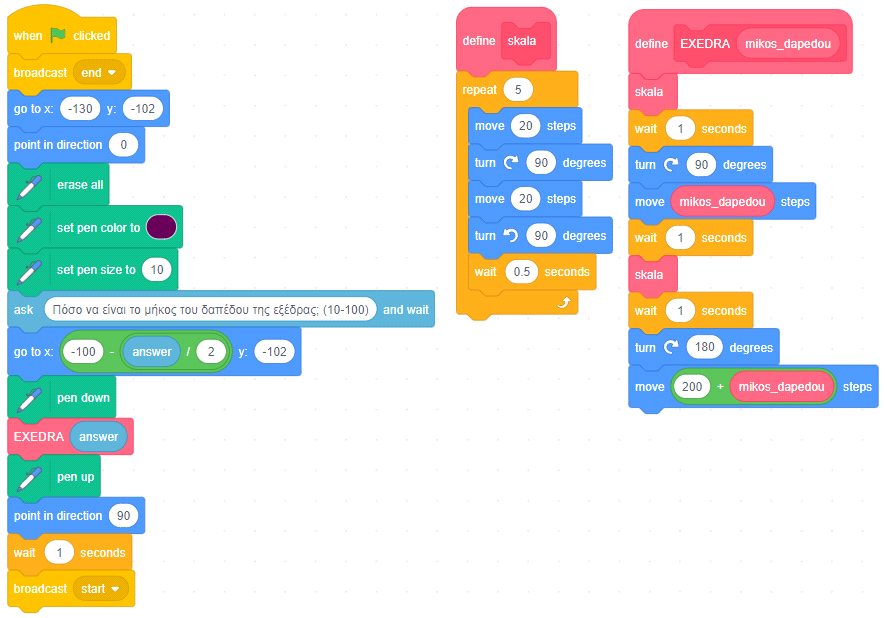 when clicked
broadcast end
go to x: -130 y: -102
point in direction 0
erase all
set pen color to
set pen size to 10
ask Πόσο να είναι το μήκος του δαπέδου της εξέδρας; (10-100) and wait
go to x: -100 - answer / 2 y: -102
pen down
EXEDRA answer
pen up
point in direction 90
wait 1 seconds
broadcast start
define skala
repeat 5
move 20 steps
turn 90 degrees
move 20 steps
turn 90 degrees
wait 0.5 seconds
define EXEDRA mikos_dapedou
skala
wait 1 seconds
turn 90 degrees
move mikos_dapedou steps
wait 1 seconds
skala
wait 1 seconds
turn 180 degrees
move 200 + mikos_dapedou steps